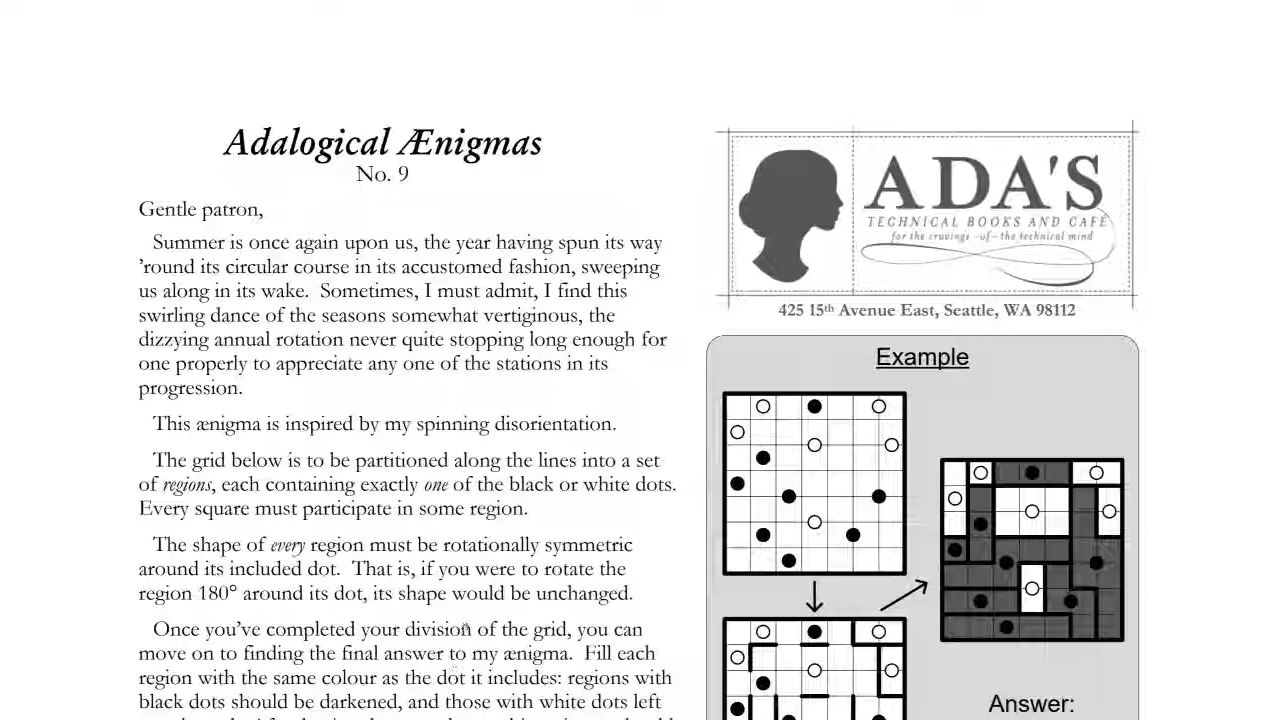 Adalogical Ænigmas
No. 9
Gentle patron,
Summer is once again upon us, the year having spun its way
’round its circular course in its accustomed fashion, sweeping
us along in its wake. Sometimes, I must admit, I find this
swirling dance of the seasons somewhat vertiginous, the
dizzying annual rotation never quite stopping long enough for
one properly to appreciate any one of the stations in its
progression.
This ænigma is inspired by my spinning disorientation.
The grid below is to be partitioned along the lines into a set
of regions, each containing exactly one of the black or white dots.
Every square must participate in some region.
The shape of every region must be rotationally symmetric
around its included dot. That is, if you were to rotate the
region 180° around its dot, its shape would be unchanged.
Once you’ve completed your division of the grid, you can
move on to finding the final answer to my ænigma. Fill each
region with the same colour as the dot it includes: regions with
black dots should be darkened, and those with white dots left
ADA'S
TECHNICAL BOOKS AND CAFÉ
for the cravings -of- the technical mind
425 15th Avenue East, Seattle, WA 98112
Example
Answer: